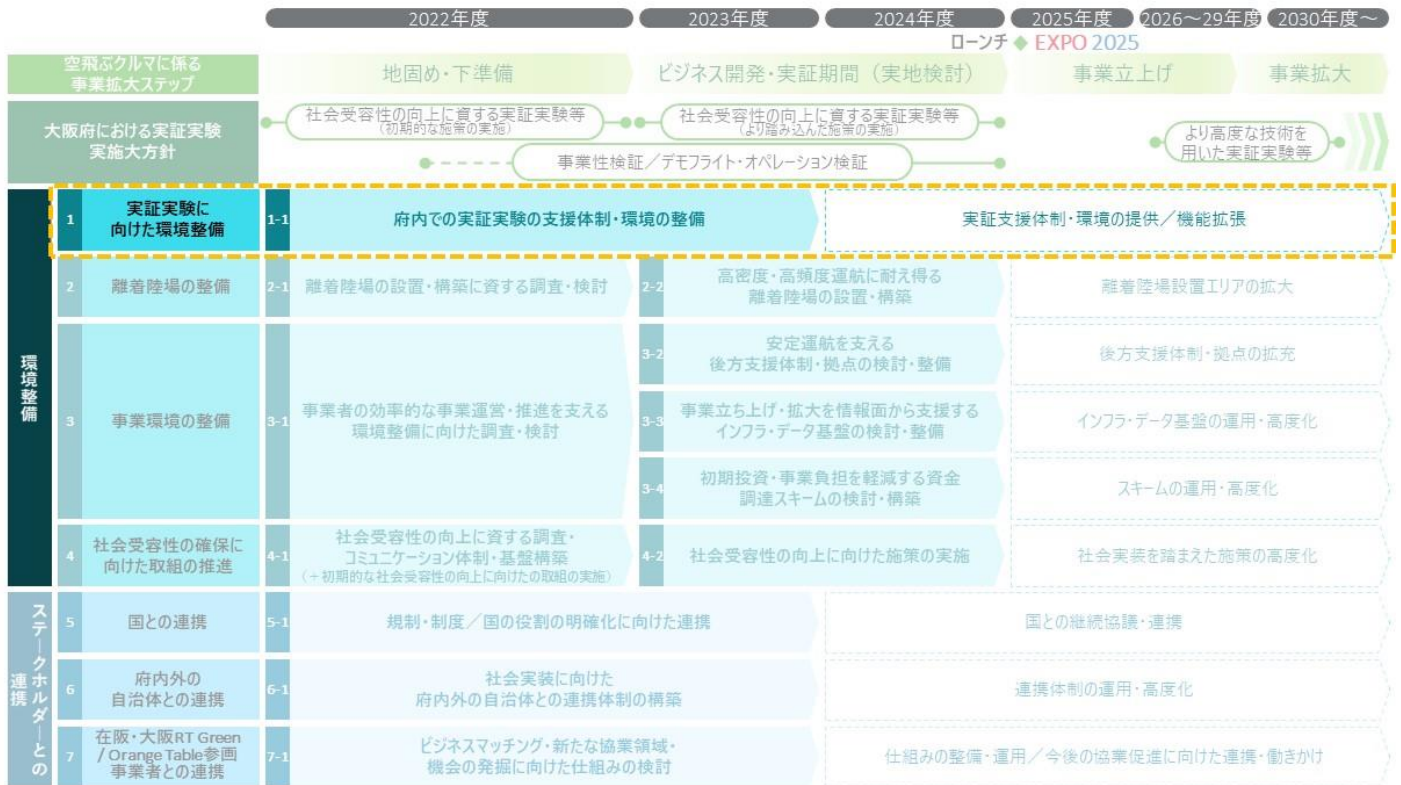 2022年度
2023年度
2024年度
2025年度
2026～29年度
2030年度～
ローンチ◆EXPO 2025
空飛ぶクルマに係る
事業拡大ステップ
地固め・下準備
ビジネス開発・実証期間（実地検討）
事業立上げ
事業拡大
大阪府における実証実験
実施大方針
社会受容性の向上に資する実証実験等
（初期的な施策の実施）
社会受容性の向上に資する実証実験等
（より踏み込んだ施策の実施）
事業性検証／デモフライト・オペレーション検証
より高度な技術を
用いた実証実験等
環境整備
1
実証実験に
向けた環境整備
1-1
府内での実証実験の支援体制・環境の整備
実証支援体制・環境の提供／機能拡張
2
離着陸場の整備
2-1
離着陸場の設置・構築に資する調査・検討
2-2
高密度・高頻度運航に耐え得る
離着陸場の設置・構築
離着陸場設置エリアの拡大
3
事業環境の整備
3-1
事業者の効率的な事業運営・推進を支える
環境整備に向けた調査・検討
3-2
安定運航を支える
後方支援体制・拠点の検討・整備
後方支援体制・拠点の拡充
3-3
事業立ち上げ・拡大を情報面から支援する
インフラ・データ基盤の検討・整備
インフラ・データ基盤の運用・高度化
3-4
初期投資・事業負担を軽減する資金
調達スキームの検討・構築
スキームの運用・高度化
4
社会受容性の確保に
向けた取組の推進
4-1
社会受容性の向上に資する調査・
コミュニケーション体制・基盤構築
（＋初期的な社会受容性の向上に向けたの取組の実施）
4-2
社会受容性の向上に向けた施策の実施
社会実装を踏まえた施策の高度化
ステークホルダーとの
連携
5
国との連携
5-1
規制・制度／国の役割の明確化に向けた連携
国との継続協議・連携
6
府内外の
自治体との連携
6-1
社会実装に向けた
府内外の自治体との連携体制の構築
連携体制の運用・高度化
7
在阪・大阪RT Green
/ Orange Table参画
事業者との連携
7-1
ビジネスマッチング・新たな協業領域・
機会の発掘に向けた仕組みの検討
仕組みの整備・運用／今後の協業促進に向けた連携・働きかけ